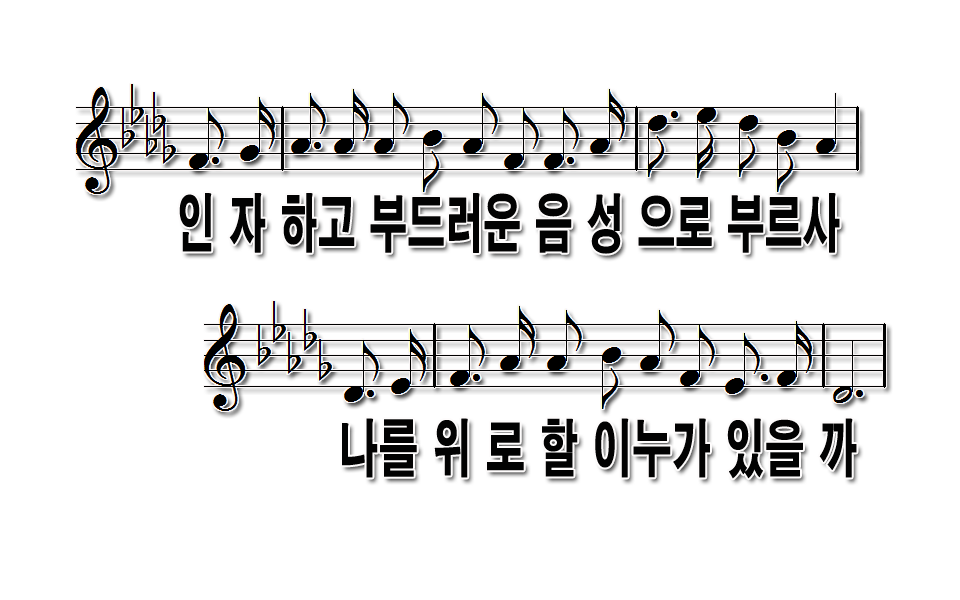 인 자 하고 부드러운 음 성 으로 부르사
나를 위 로 할 이누가 있을 까